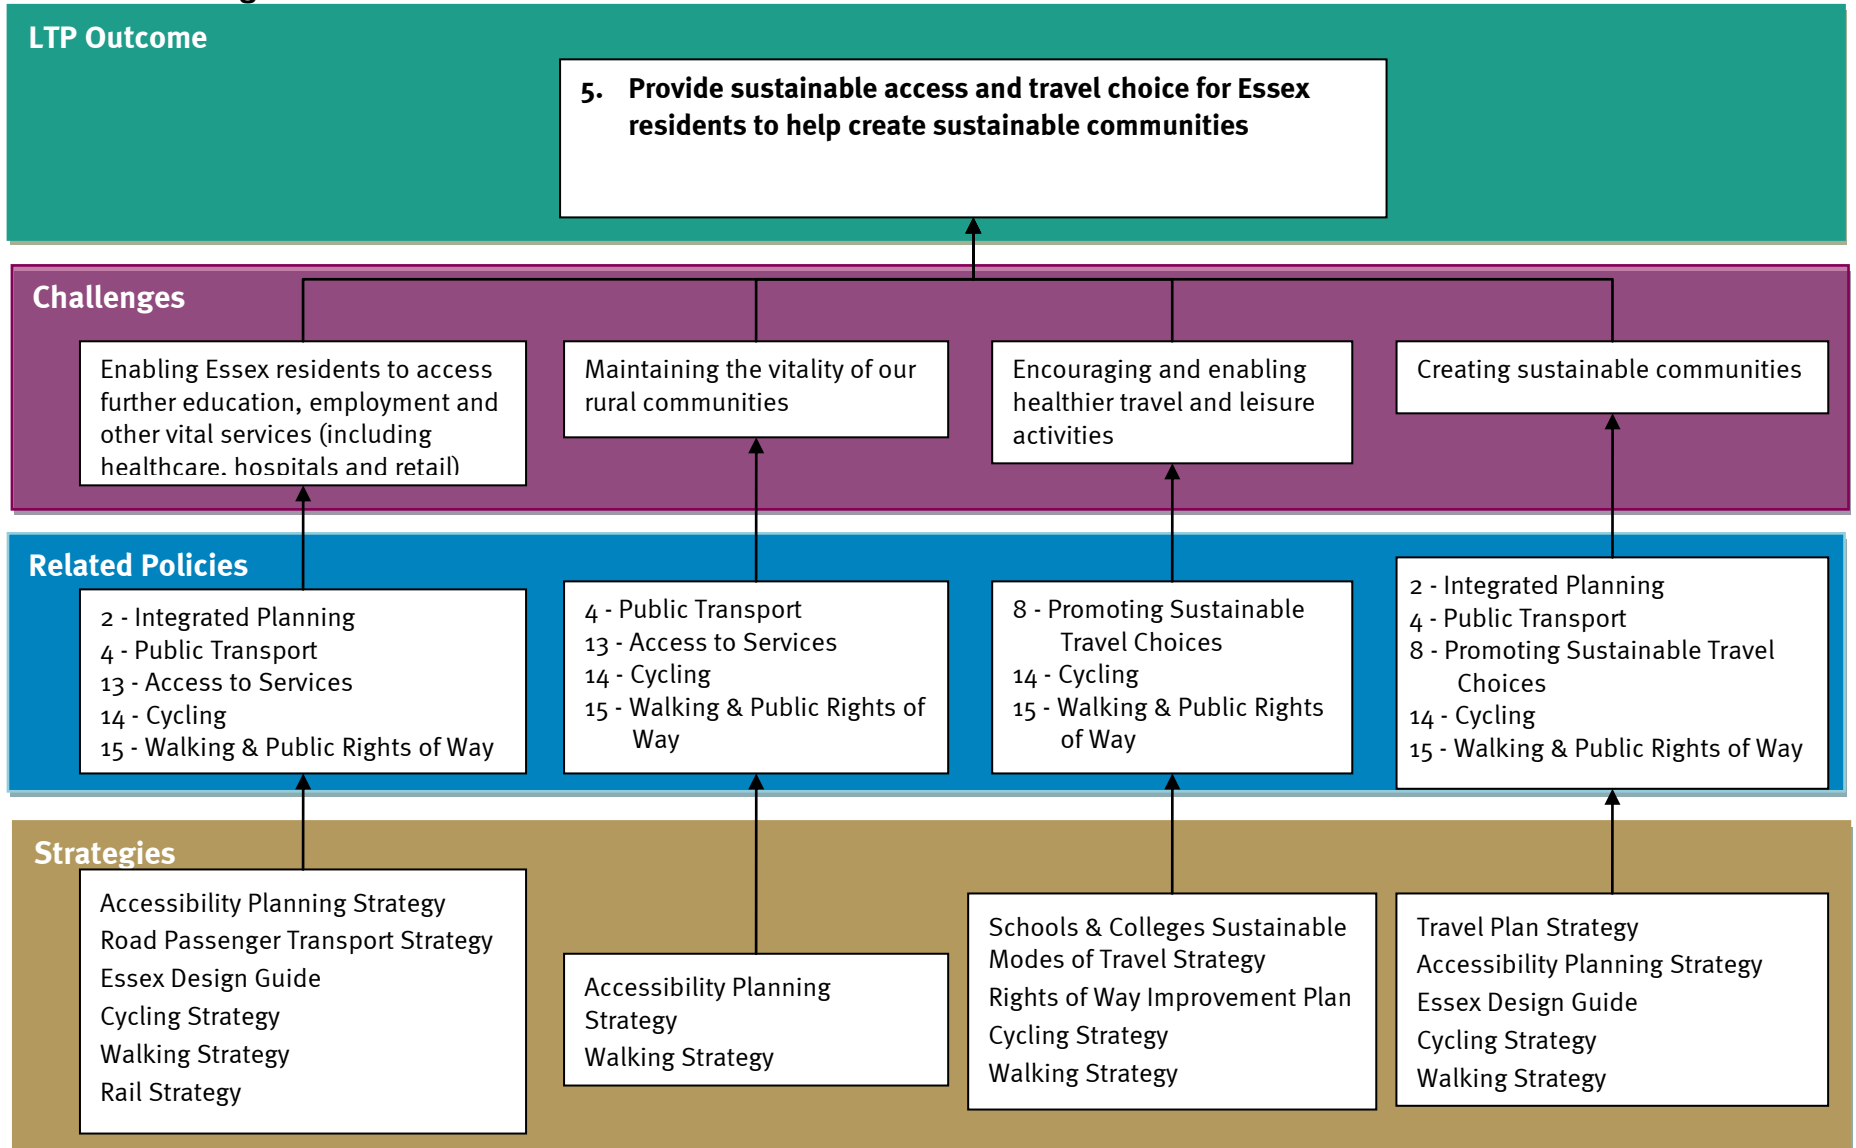 LTP Outcome
5. Provide sustainable access and travel choice for Essex
residents to help create sustainable communities
Challenges
Enabling Essex residents to access
further education, employment and
other vital services (including
healthcare, hospitals and retail)
Maintaining the vitality of our
rural communities
Encouraging and enabling
healthier travel and leisure
activities
Creating sustainable communities
Related Policies
2 - Integrated Planning
4 - Public Transport
13 - Access to Services
14 - Cycling
15 - Walking & Public Rights of Way
4 - Public Transport
13 - Access to Services
14 - Cycling
15 - Walking & Public Rights of
Way
8 - Promoting Sustainable
Travel Choices
14 - Cycling
15 - Walking & Public Rights
of Way
2 - Integrated Planning
4 - Public Transport
8 - Promoting Sustainable Travel
Choices
14 - Cycling
15 - Walking & Public Rights of Way
Strategies
Accessibility Planning Strategy
Road Passenger Transport Strategy
Essex Design Guide
Cycling Strategy
Walking Strategy
Rail Strategy
Accessibility Planning
Strategy
Walking Strategy
Schools & Colleges Sustainable
Modes of Travel Strategy
Rights of Way Improvement Plan
Cycling Strategy
Walking Strategy
Travel Plan Strategy
Accessibility Planning Strategy
Essex Design Guide
Cycling Strategy
Walking Strategy